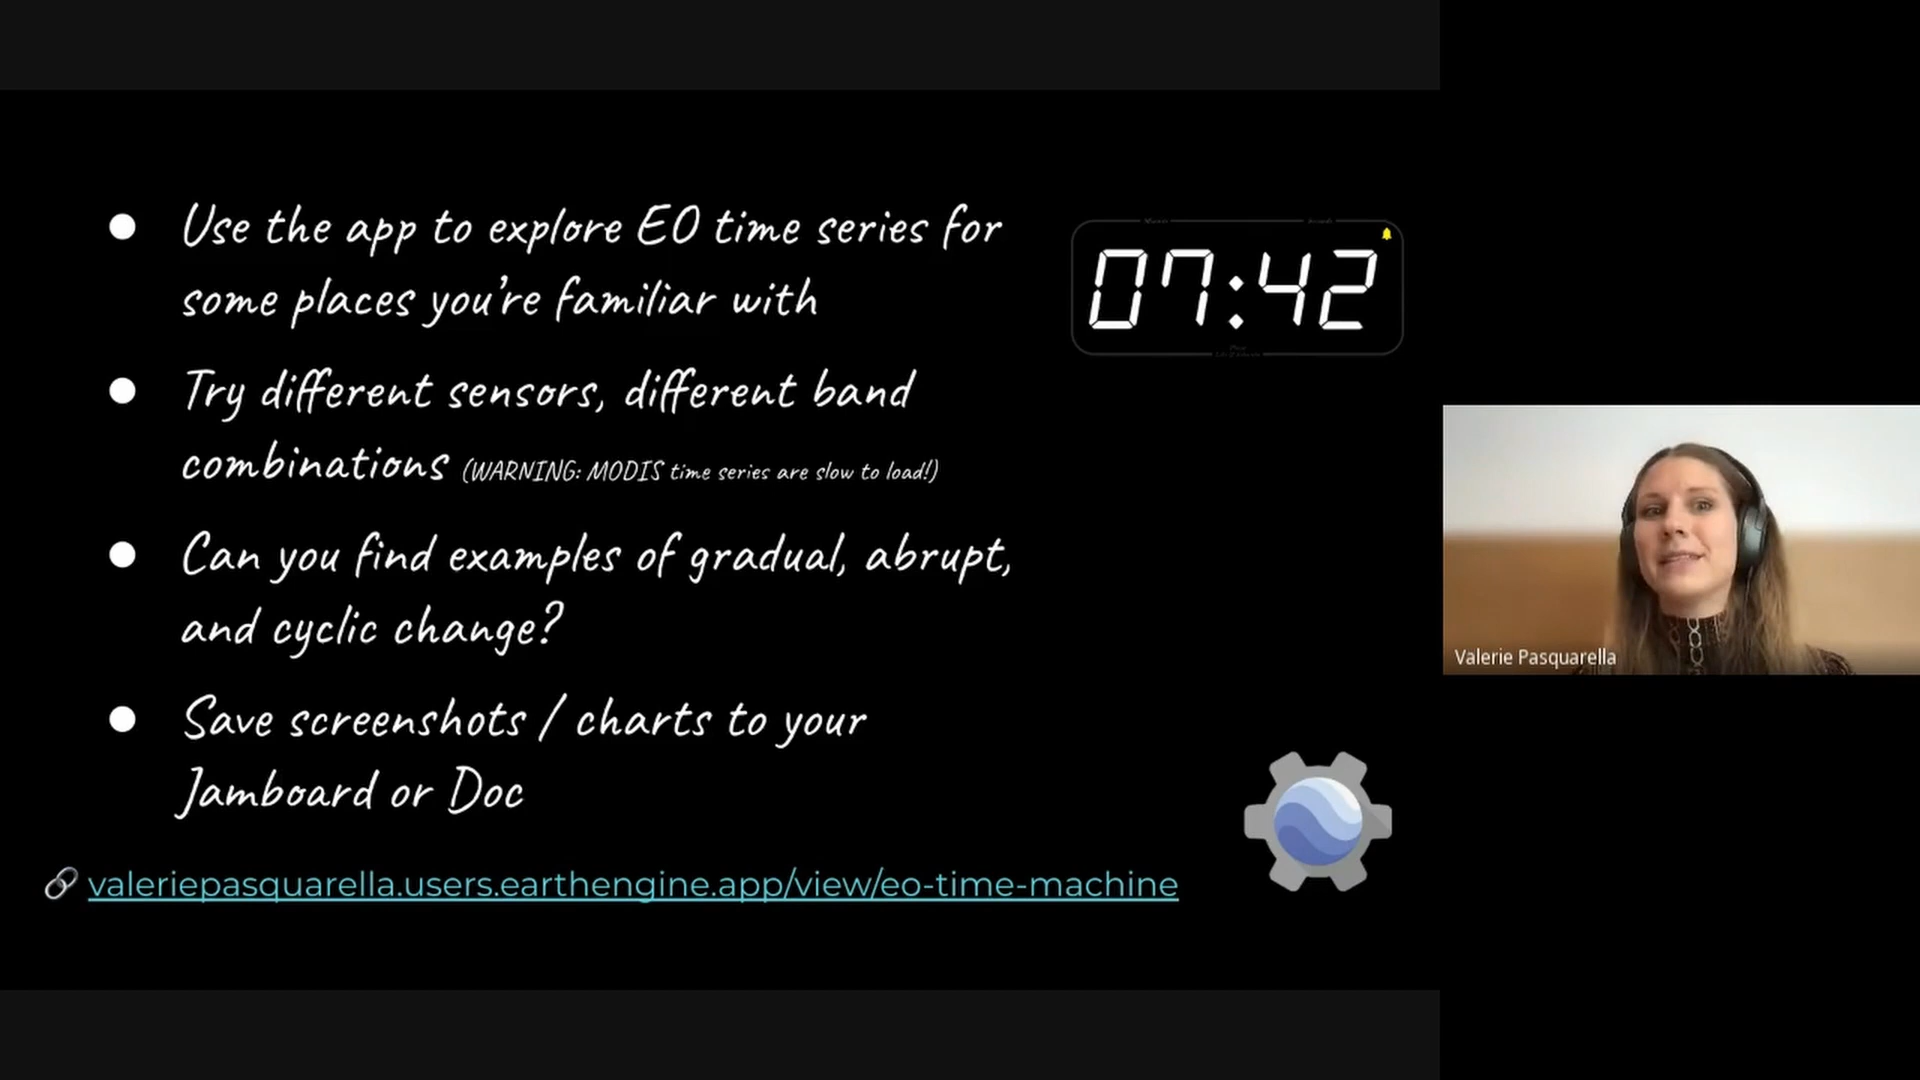 Use the app to explore EO time series for
some places you're familiar with
07:42
Try different sensors, different band
combinations (WARNING: MODIS time series are slow to load!)
Can you find examples of gradual, abrupt,
and cyclic change?
Save screenshots / charts to your
Jamboard or Doc
valeriepasquarella.users.earthengine.app/view/eo-time-machine
Valerie Pasquarella